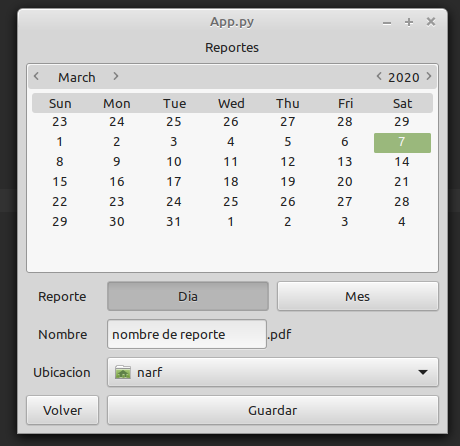 App.py
Reportes
March 2020
Sun Mon Tue Wed Thu Fri Sat
23 24 25 26 27 28 29
1 2 3 4 5 6 7
8 9 10 11 12 13 14
15 16 17 18 19 20 21
22 23 24 25 26 27 28
29 30 31 1 2 3 4
Reporte Dia Mes
Nombre nombre de reporte .pdf
Ubicacion narf
Volver Guardar